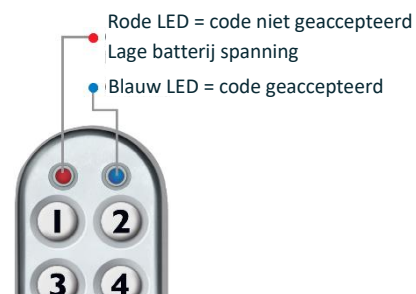 Rode LED = code niet geaccepteerd
Lage batterij spanning
Blauw LED = code geaccepteerd
1 2
3 4